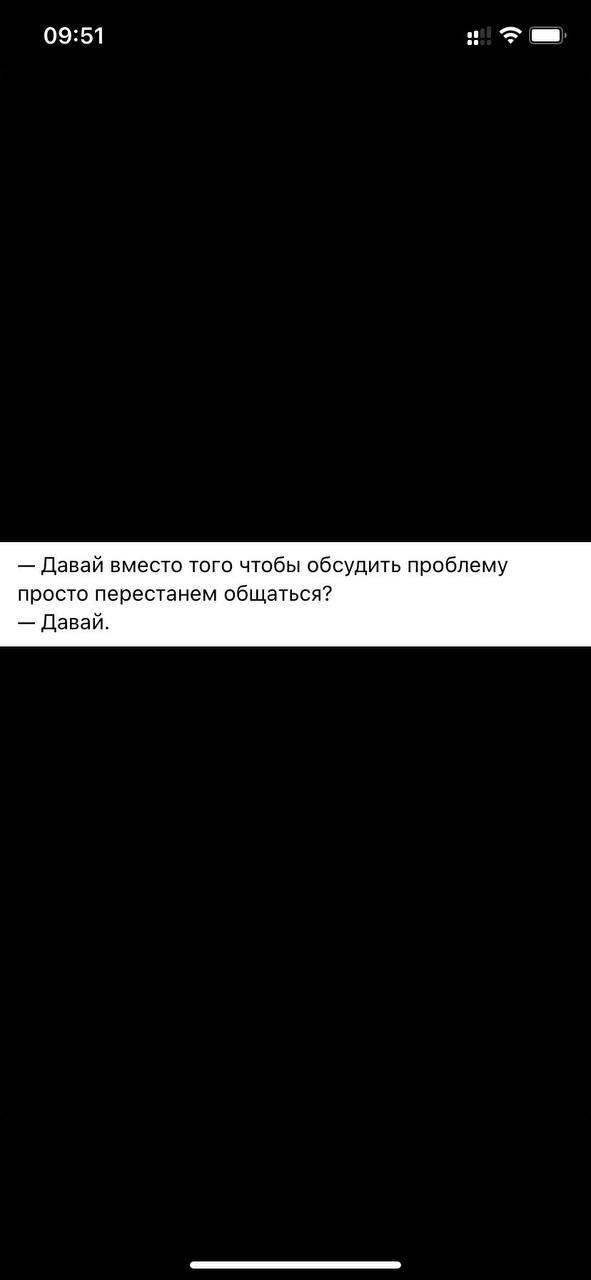 09:51
— Давай вместо того чтобы обсудить проблему
просто перестанем общаться?
— Давай.